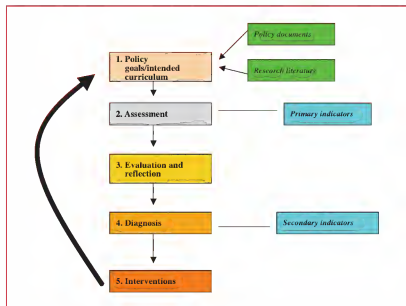 1. Policy
goals/intended
curriculum
Policy documents
Research literature
2. Assessment
Primary indicators
3. Evaluation and
reflection
4. Diagnosis
Secondary indicators
5. Interventions